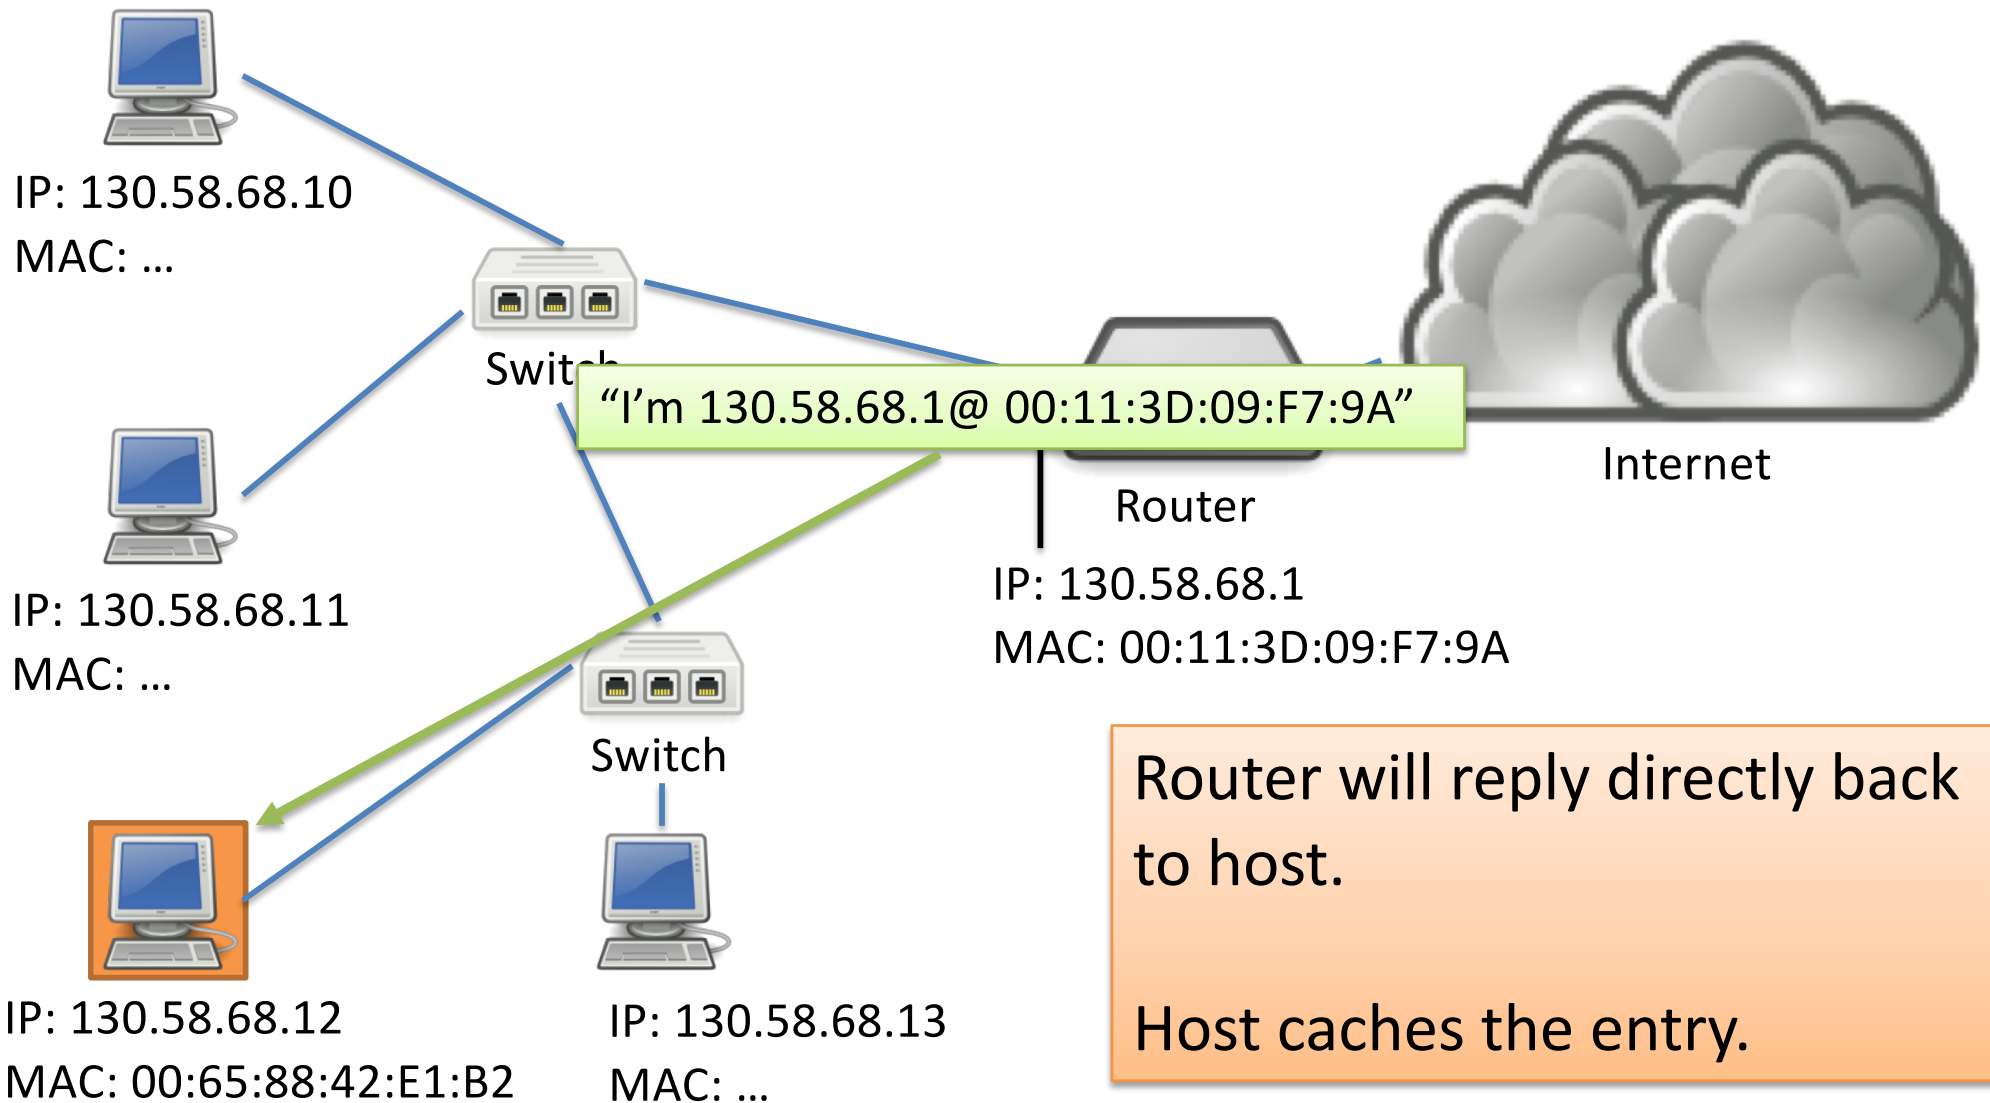 IP: 130.58.68.10
MAC: ...
Switch
“I’m 130.58.68.1@ 00:11:3D:09:F7:9A”
Internet
Router
IP: 130.58.68.1
MAC: 00:11:3D:09:F7:9A
IP: 130.58.68.11
MAC: ...
Switch
Router will reply directly back
to host.
Host caches the entry.
IP: 130.58.68.12
MAC: 00:65:88:42:E1:B2
IP: 130.58.68.13
MAC: ...